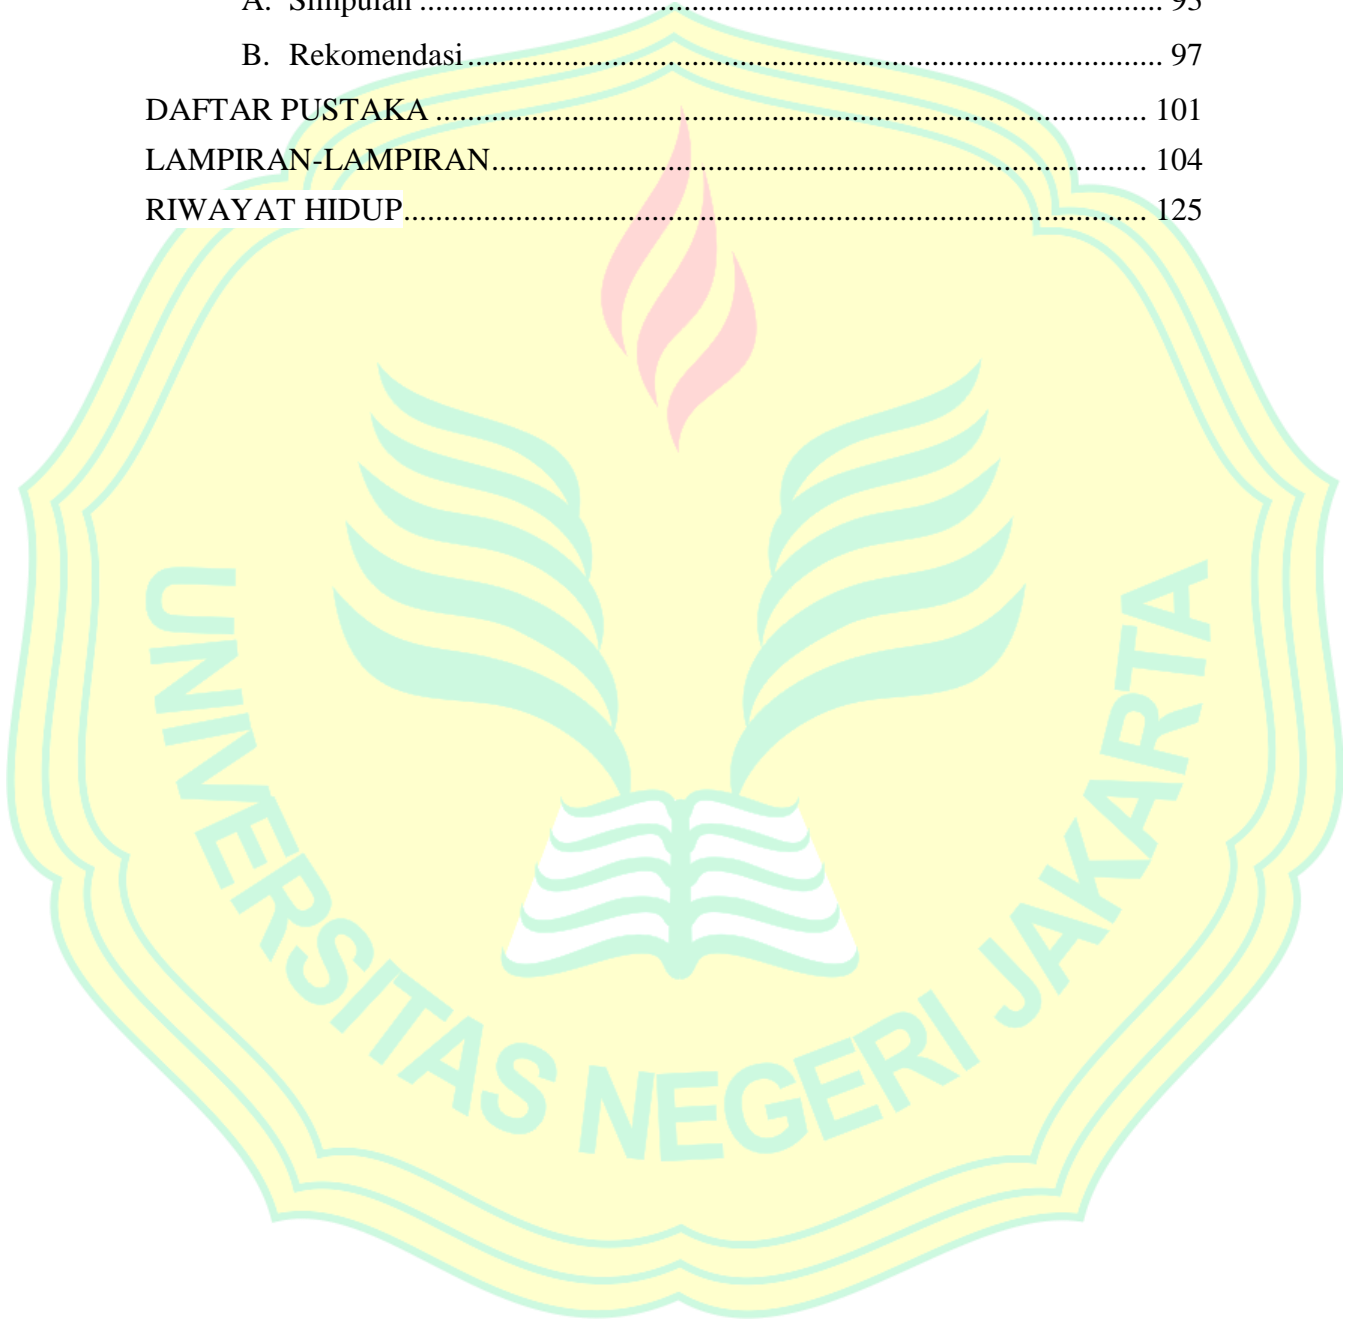 A. Simpulan ........................................................................................ 95
B. Rekomendasi ........................................................................................ 97
DAFTAR PUSTAKA ........................................................................................ 101
LAMPIRAN-LAMPIRAN ........................................................................................ 104
RIWAYAT HIDUP ........................................................................................ 125
UNIVERSITAS NEGERI JAKARTA